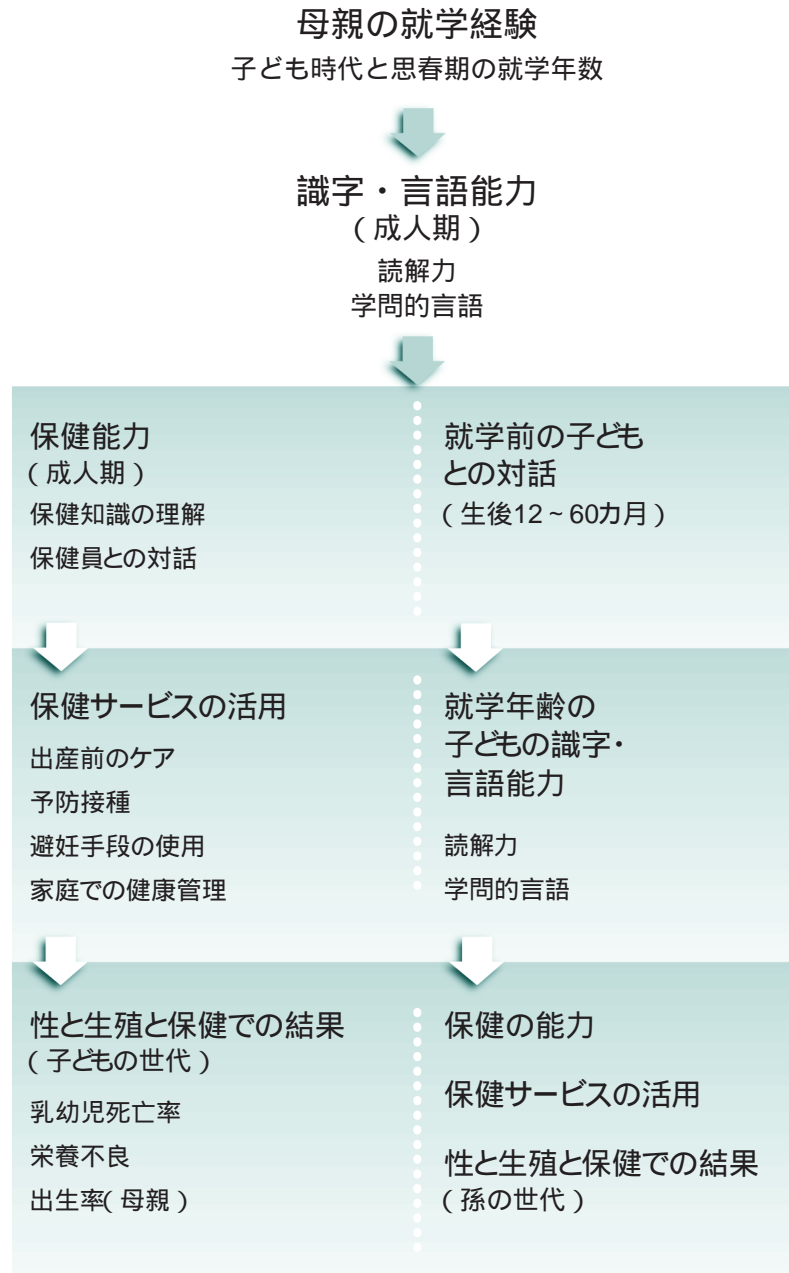 母親の就学経験
子ども時代と思春期の就学年数
識字・言語能力
(成人期)
読解力
学問的言語
保健能力
(成人期)
保健知識の理解
保健員との対話
就学前の子ども
との対話
(生後12~60カ月)
保健サービスの活用
出産前のケア
予防接種
避妊手段の使用
家庭での健康管理
就学年齢の
子どもの識字・
言語能力
読解力
学問的言語
性と生殖と保健での結果
(子どもの世代)
乳幼児死亡率
栄養不良
出生率(母親)
保健の能力
保健サービスの活用
性と生殖と保健での結果
(孫の世代)